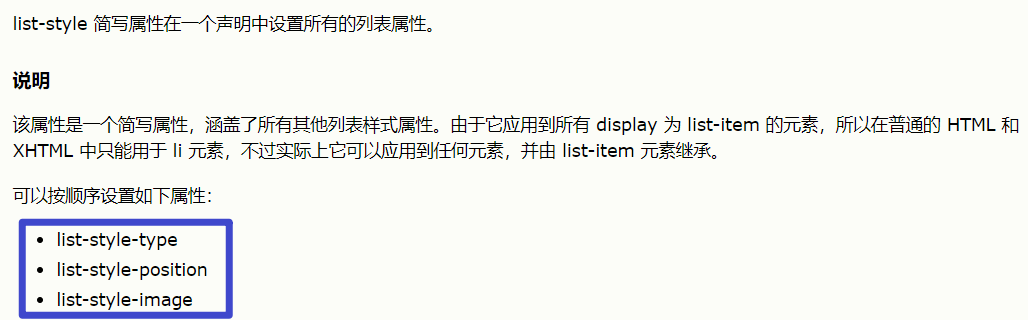 list-style 简写属性在一个声明中设置所有的列表属性。
说明
该属性是一个简写属性，涵盖了所有其他列表样式属性。由于它应用到所有 display 为 list-item 的元素，所以在普通的 HTML 和
XHTML 中只能用于 li 元素，不过实际上它可以应用到任何元素，并由 list-item 元素继承。
可以按顺序设置如下属性：
• list-style-type
• list-style-position
• list-style-image